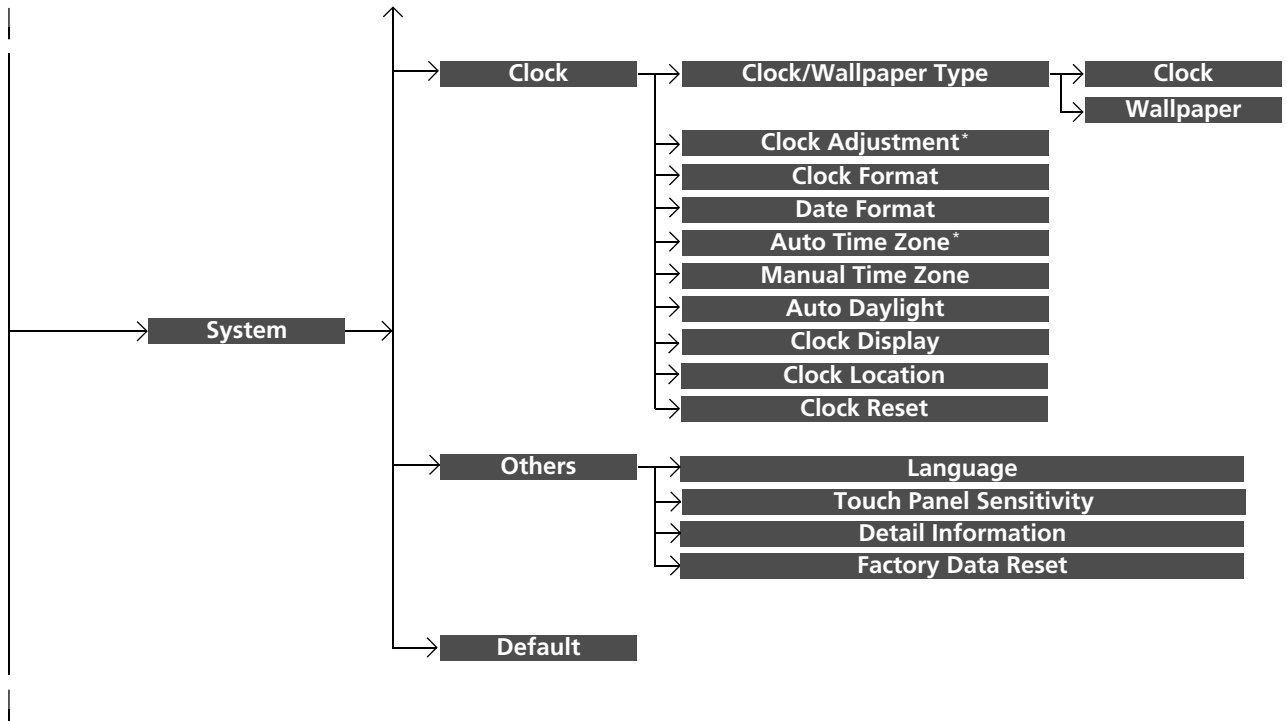 Clock
Clock/Wallpaper Type
Clock
Wallpaper
Clock Adjustment*
Clock Format
Date Format
Auto Time Zone*
Manual Time Zone
Auto Daylight
Clock Display
Clock Location
Clock Reset
System
Others
Language
Touch Panel Sensitivity
Detail Information
Factory Data Reset
Default